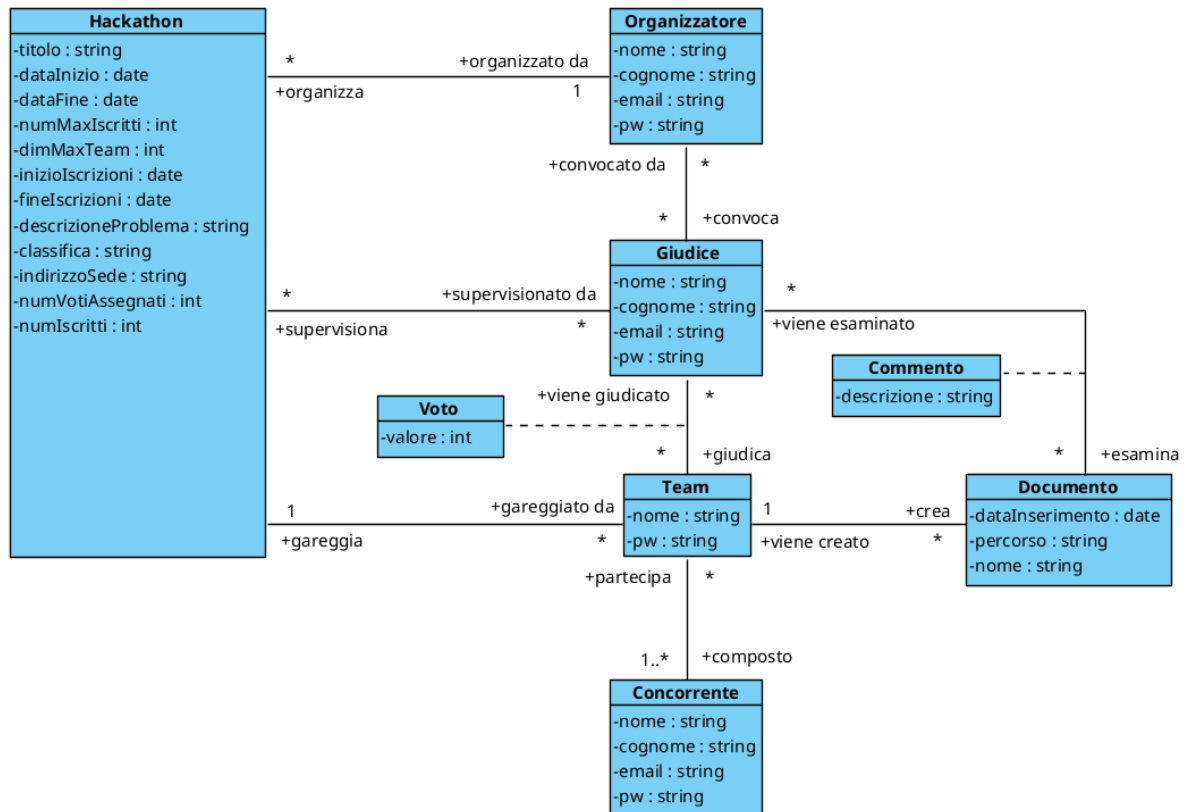 Hackathon
-titolo : string
-dataInizio : date
-dataFine : date
-numMaxIscritti : int
-dimMaxTeam : int
-inizioIscrizioni : date
-fineIscrizioni : date
-descrizioneProblema : string
-classifica : string
-indirizzoSede : string
-numVotiAssegnati : int
-numIscritti : int
*
+organizzato da
+organizza
1
Organizzatore
-nome : string
-cognome : string
-email : string
-pw : string
+convocato da
*
*
+convoca
Giudice
-nome : string
-cognome : string
-email : string
-pw : string
*
+supervisionato da
+supervisiona
*
*
+viene esaminato
Commento
-descrizione : string
+viene giudicato
*
Voto
-valore : int
*
+giudica
*
+esamina
Team
-nome : string
-pw : string
1
+gareggiato da
+gareggia
*
1
+crea
+viene creato
*
Documento
-dataInserimento : date
-percorso : string
-nome : string
+partecipa
*
1..*
+composto
Concorrente
-nome : string
-cognome : string
-email : string
-pw : string